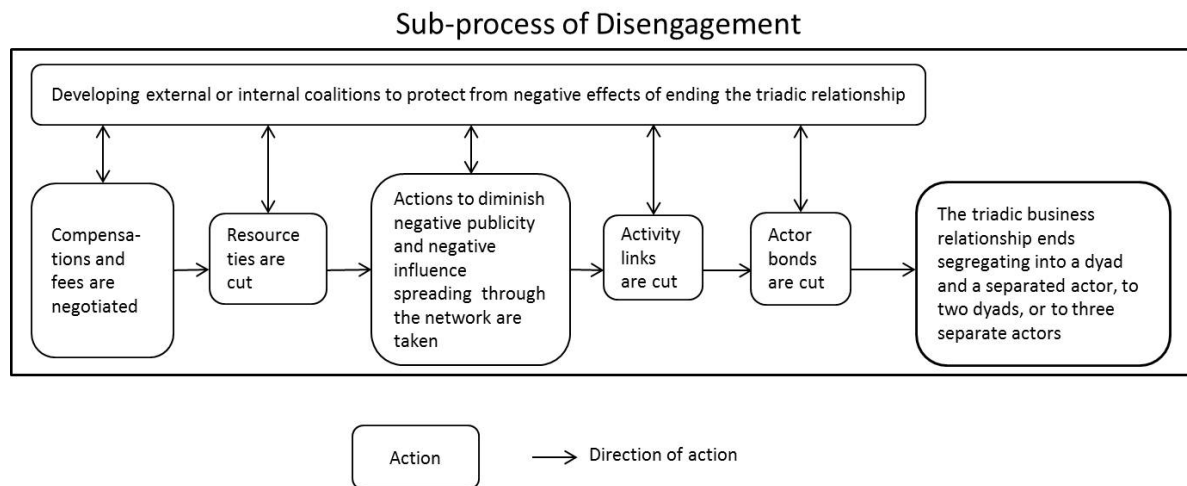 Sub-process of Disengagement
Developing external or internal coalitions to protect from negative effects of ending the triadic relationship
Compensa-
tions and
fees are
negotiated
Resource
ties are
cut
Actions to diminish
negative publicity
and negative
influence
spreading through
the network are
taken
Activity
links
are cut
Actor
bonds
are cut
The triadic business
relationship ends
segregating into a dyad
and a separated actor, to
two dyads, or to three
separate actors
Action
Direction of action